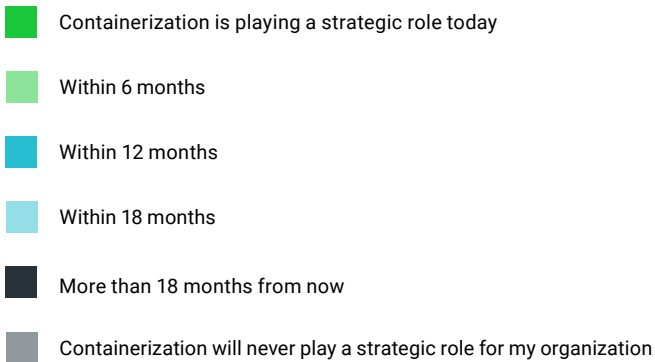 Containerization is playing a strategic role today
Within 6 months
Within 12 months
Within 18 months
More than 18 months from now
Containerization will never play a strategic role for my organization